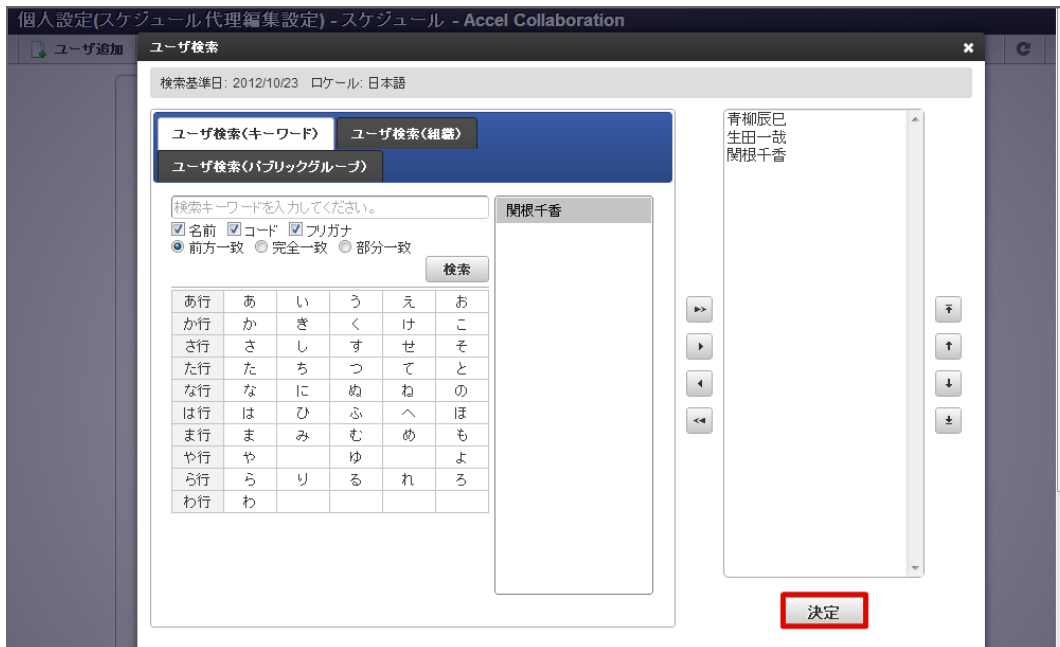 個人設定(スケジュール代理編集設定) - スケジュール - Accel Collaboration
ユーザ追加
ユーザ検索
検索基準日: 2012/10/23 ロケール: 日本語
ユーザ検索(キーワード) ユーザ検索(組織)
ユーザ検索(パブリックグループ)
検索キーワードを入力してください。
名前 コード フリガナ
前方一致 完全一致 部分一致
検索
あ行 あ い う え お
か行 か き く け こ
さ行 さ し す せ そ
た行 た ち つ て と
な行 な に ぬ ね の
は行 は ひ ふ へ ほ
ま行 ま み む め も
や行 や ゆ よ
ら行 ら り る れ ろ
わ行 わ
関根千香
青柳辰巳
生田一哉
関根千香
決定